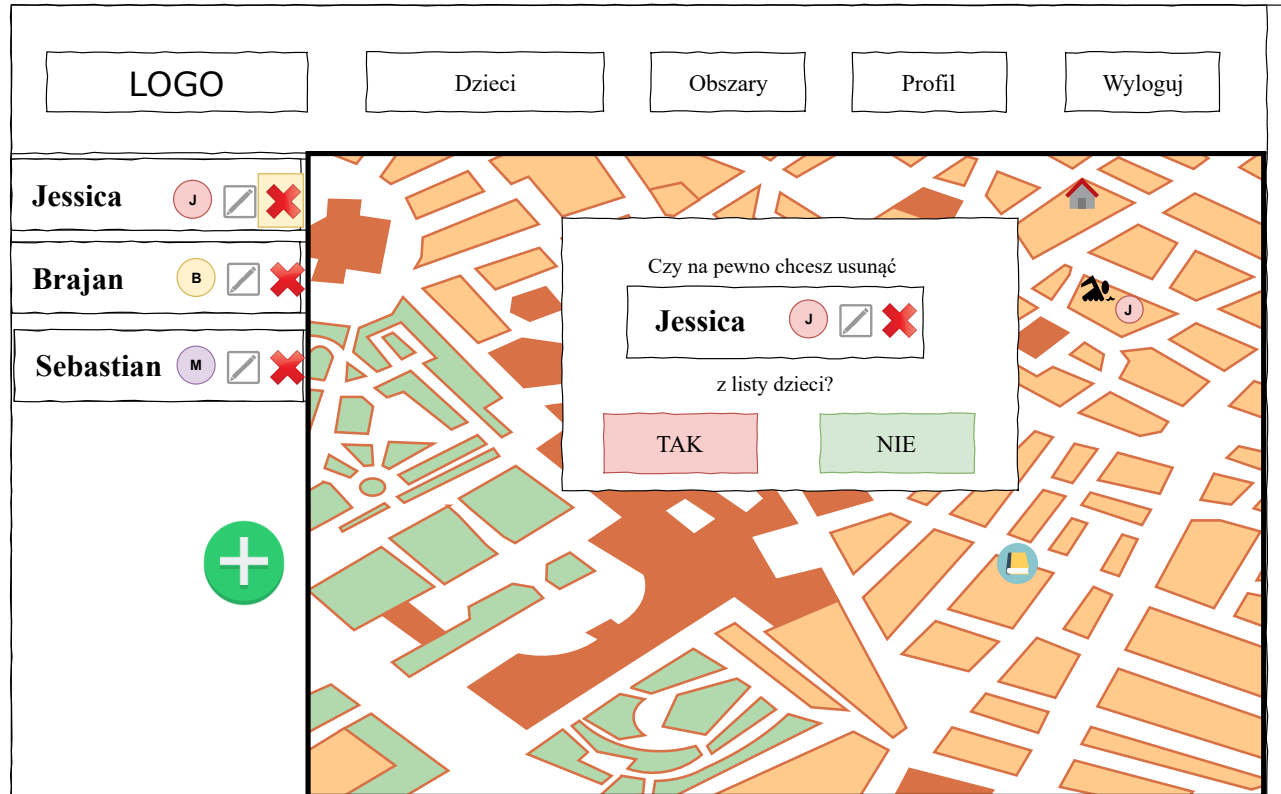 LOGO
Dzieci
Obszary
Profil
Wyloguj
Jessica J
Brajan B
Sebastian M
Czy na pewno chcesz usunąć
Jessica J
z listy dzieci?
TAK
NIE
J